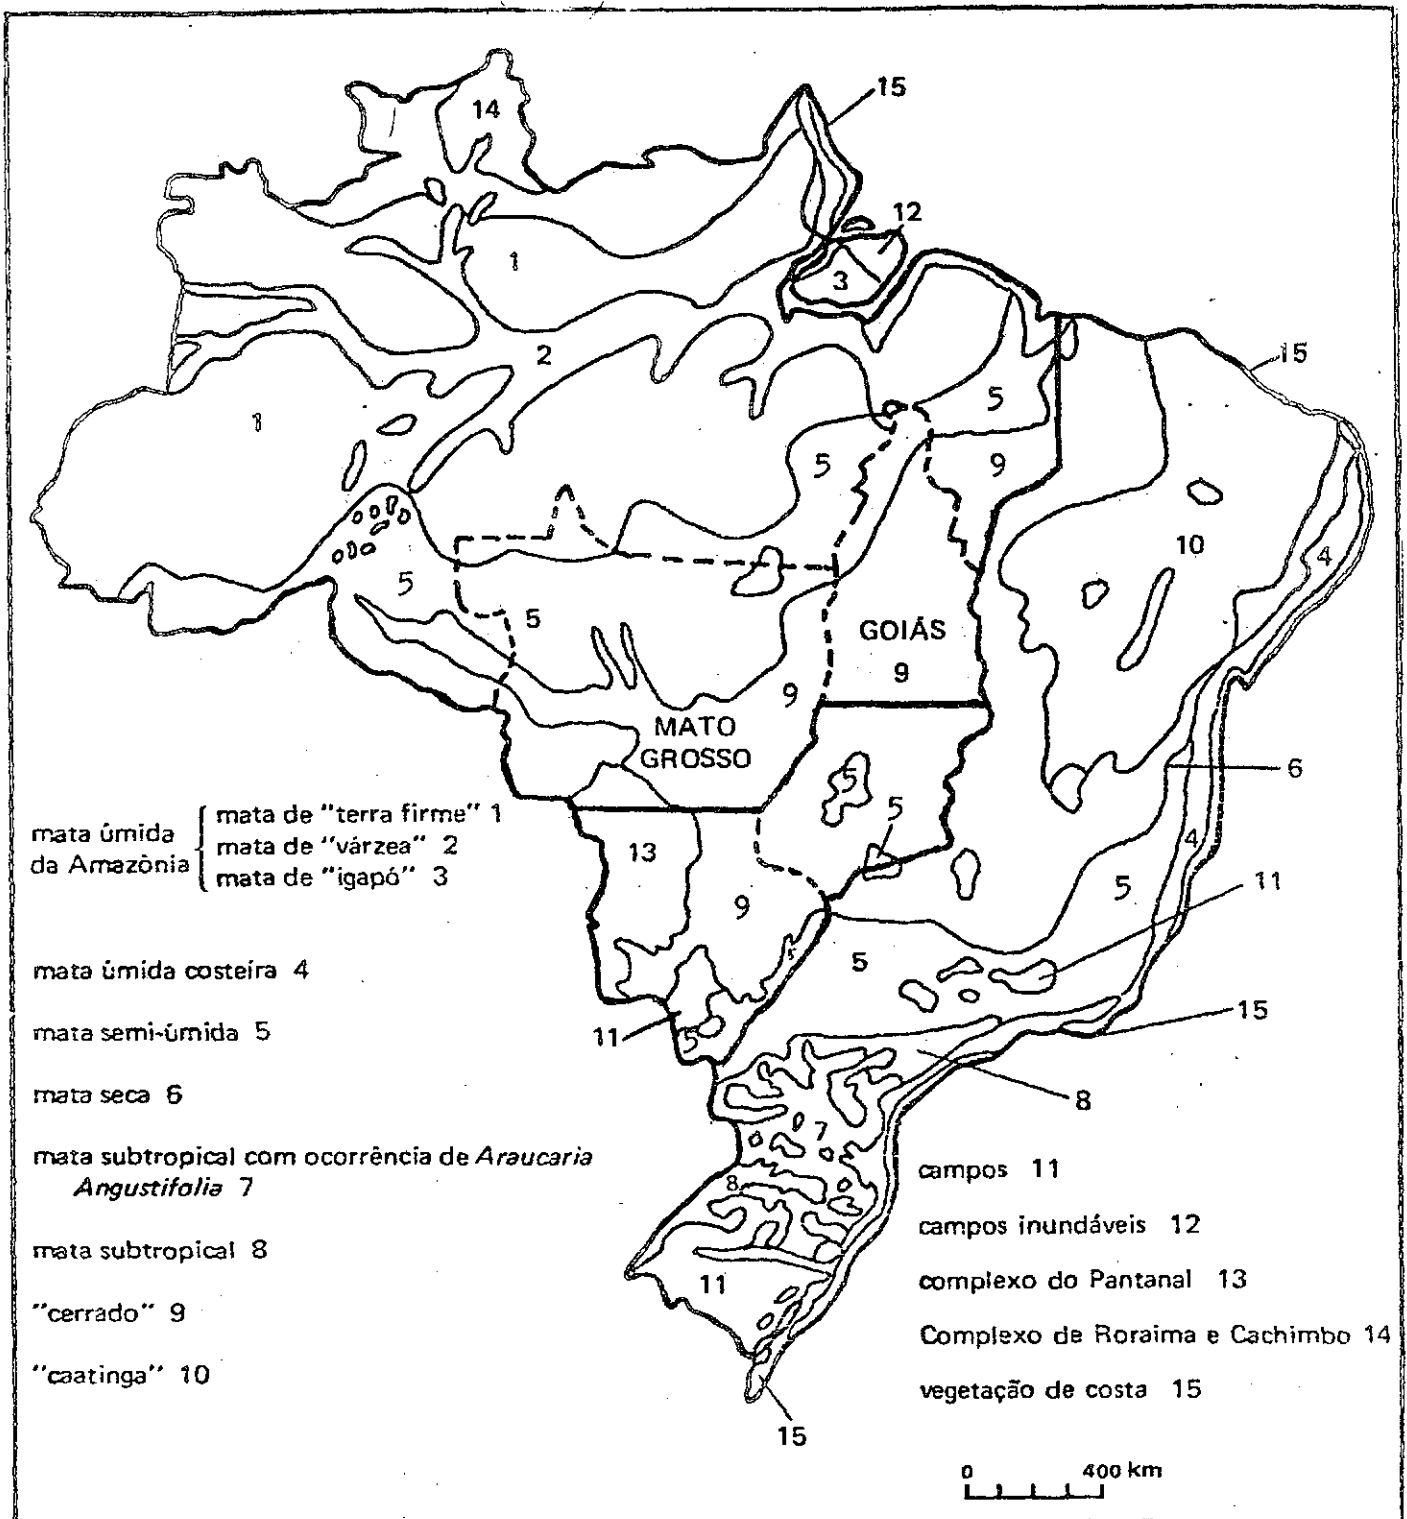 14
15
12
1
3
2
15
1
5
5
9
10
4
5
5
GOIÁS
9
9
MATO
GROSSO
5
6
5
mata úmida
da Amazônia
mata de "terra firme" 1
mata de "várzea" 2
mata de "igapó" 3
13
4
9
5
11
5
5
mata úmida costeira 4
11
5
15
mata semi-úmida 5
8
mata seca 6
7
mata subtropical com ocorrência de Araucaria
Angustifolia 7
8
campos 11
campos inundáveis 12
mata subtropical 8
11
complexo do Pantanal 13
"cerrado" 9
Complexo de Roraima e Cachimbo 14
"caatinga" 10
vegetação de costa 15
15
0 400 km